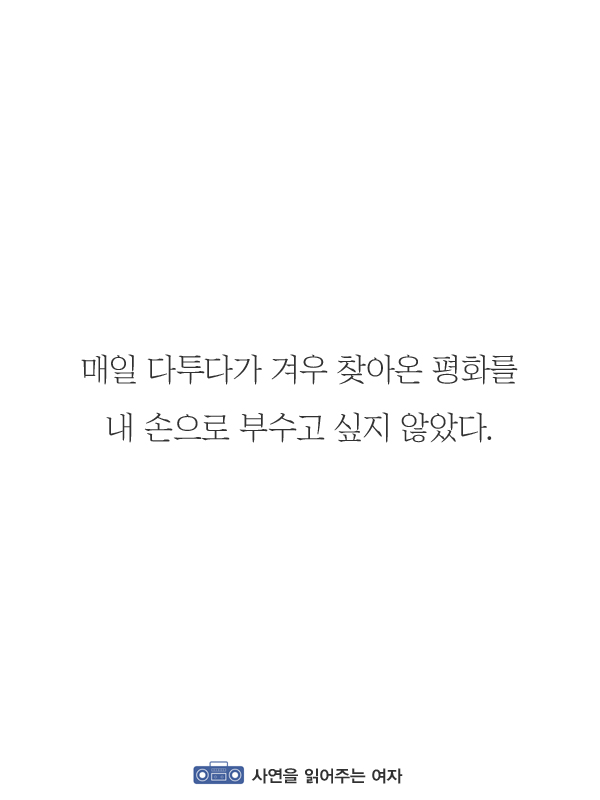 매일 다투다가 겨우 찾아온 평화를
내 손으로 부수고 싶지 않았다.
사연을 읽어주는 여자